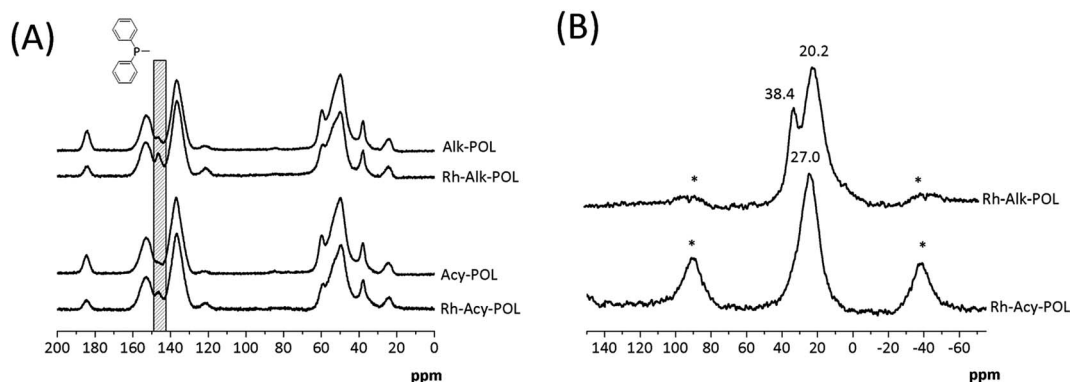 (A)
P
Alk-POL
Rh-Alk-POL
Acy-POL
Rh-Acy-POL
200 180 160 140 120 100 80 60 40 20 0
ppm
(B)
20.2
38.4
27.0
* *
Rh-Alk-POL
* *
Rh-Acy-POL
150 120 100 80 60 40 20 0 -20 -40 -60
ppm